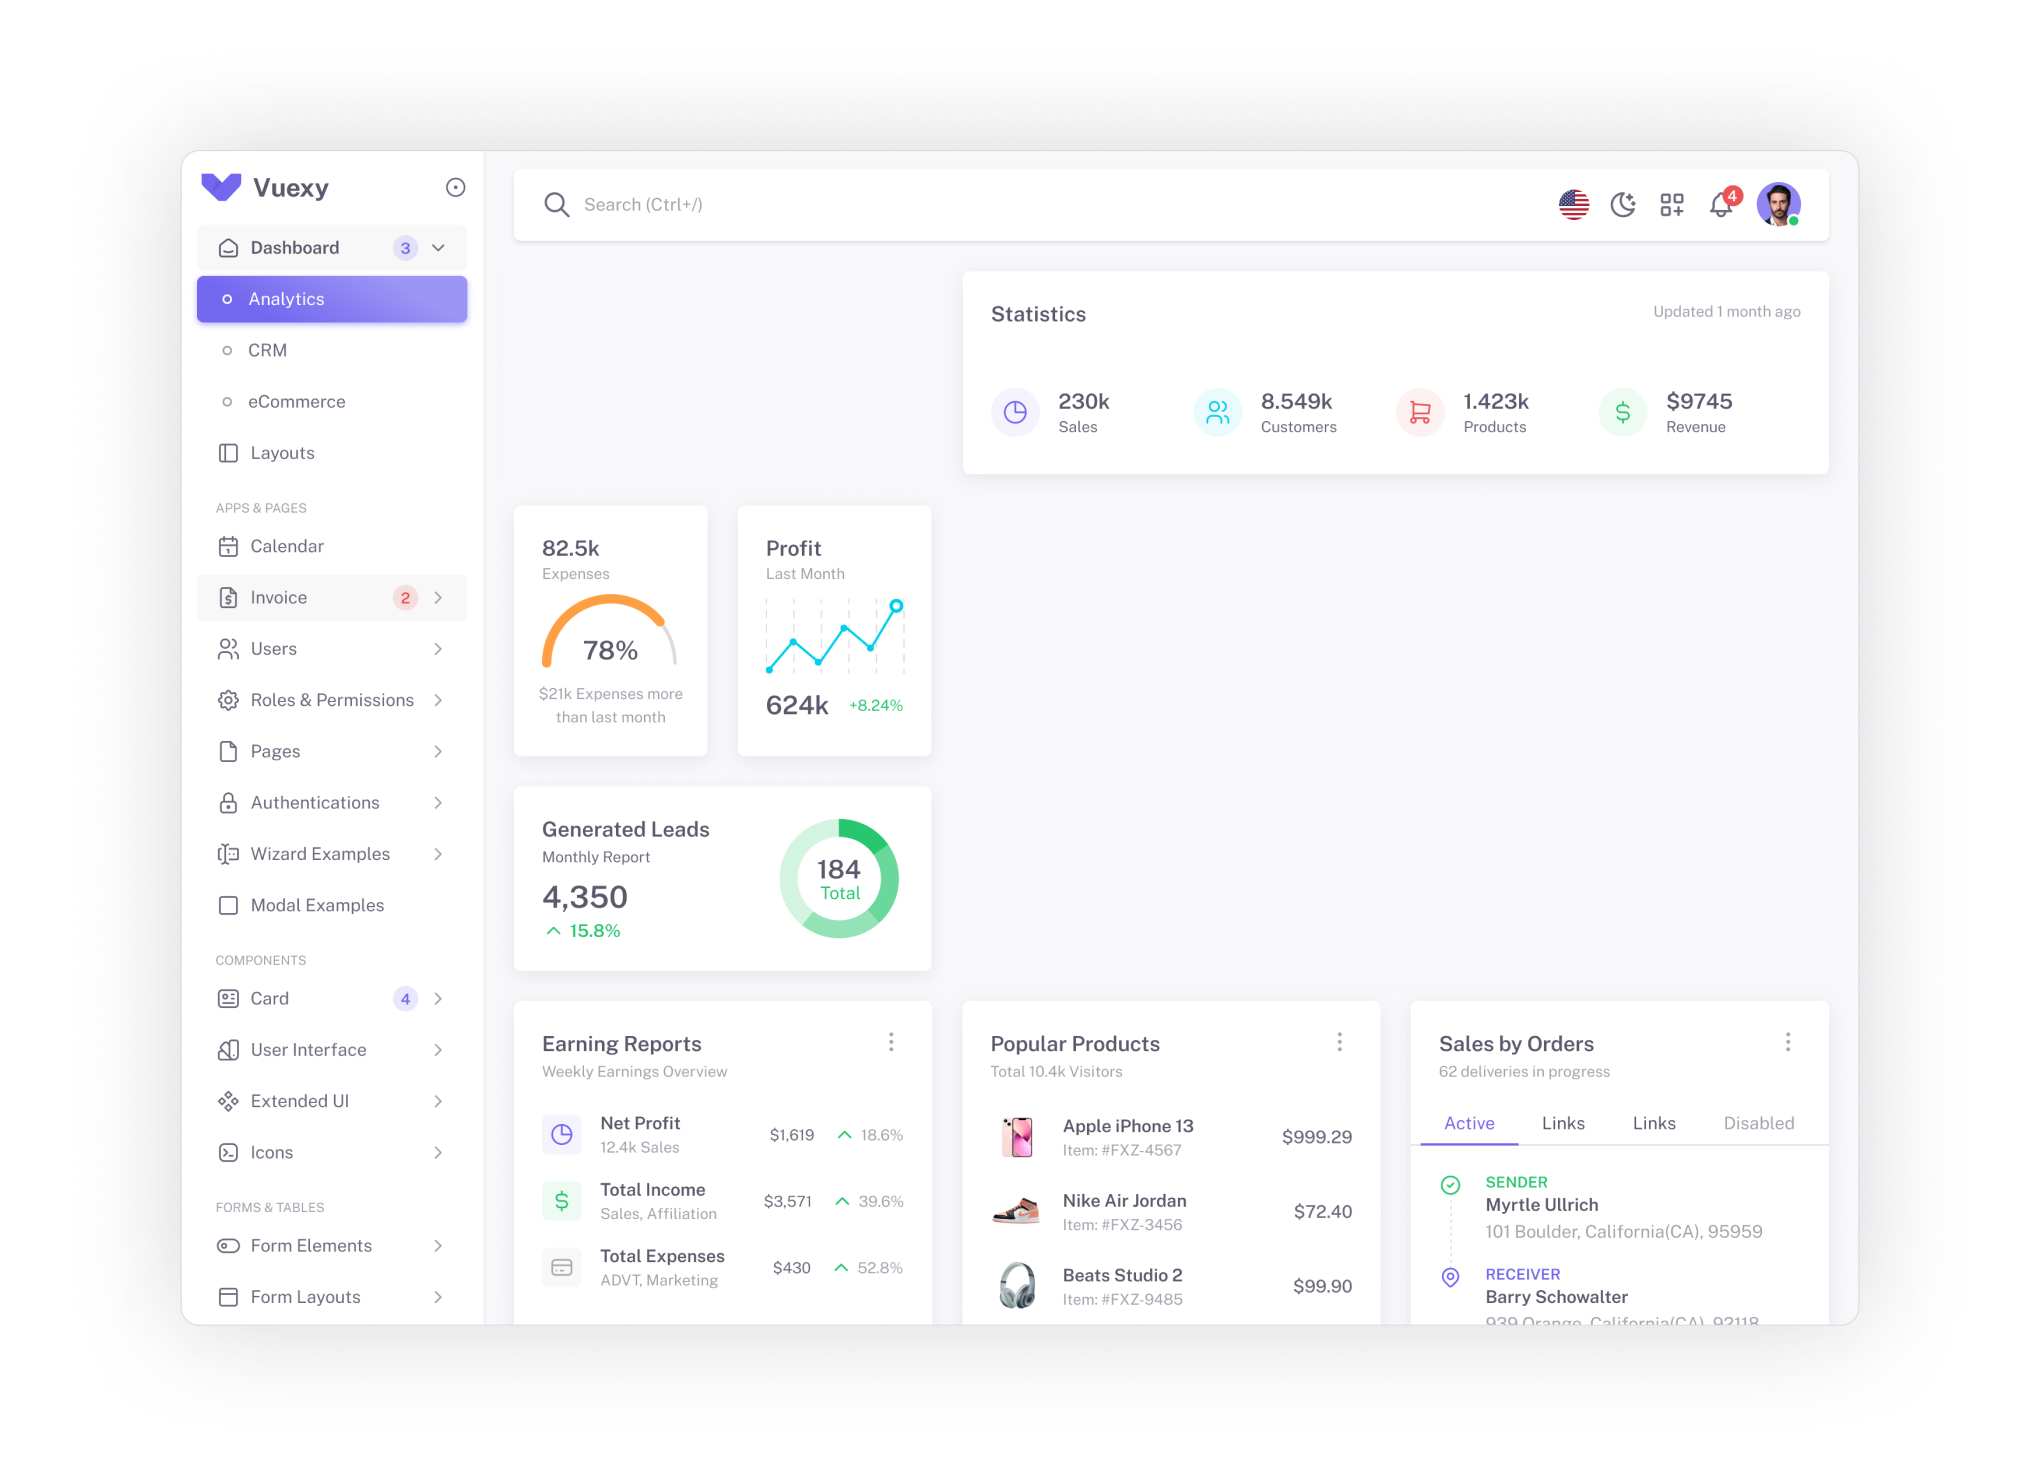 Vuexy
Dashboard 3
Analytics
CRM
eCommerce
Layouts
APPS & PAGES
Calendar
Invoice 2
Users
Roles & Permissions
Pages
Authentications
Wizard Examples
Modal Examples
COMPONENTS
Card 4
User Interface
Extended UI
Icons
FORMS & TABLES
Form Elements
Form Layouts
Search (Ctrl+/)
4
Statistics
Updated 1 month ago
230k
Sales
8.549k
Customers
1.423k
Products
$9745
Revenue
82.5k
Expenses
78%
$21k Expenses more
than last month
Profit
Last Month
624k +8.24%
Generated Leads
Monthly Report
4,350
15.8%
184
Total
Earning Reports
Weekly Earnings Overview
Net Profit
12.4k Sales
$1,619 18.6%
Total Income
Sales, Affiliation
$3,571 39.6%
Total Expenses
ADVT, Marketing
$430 52.8%
Popular Products
Total 10.4k Visitors
Apple iPhone 13
Item: #FXZ-4567
$999.29
Nike Air Jordan
Item: #FXZ-3456
$72.40
Beats Studio 2
Item: #FXZ-9485
$99.90
Sales by Orders
62 deliveries in progress
Active Links Links Disabled
SENDER
Myrtle Ullrich
101 Boulder, California(CA), 95959
RECEIVER
Barry Schowalter
939 Orange, California(CA), 92118